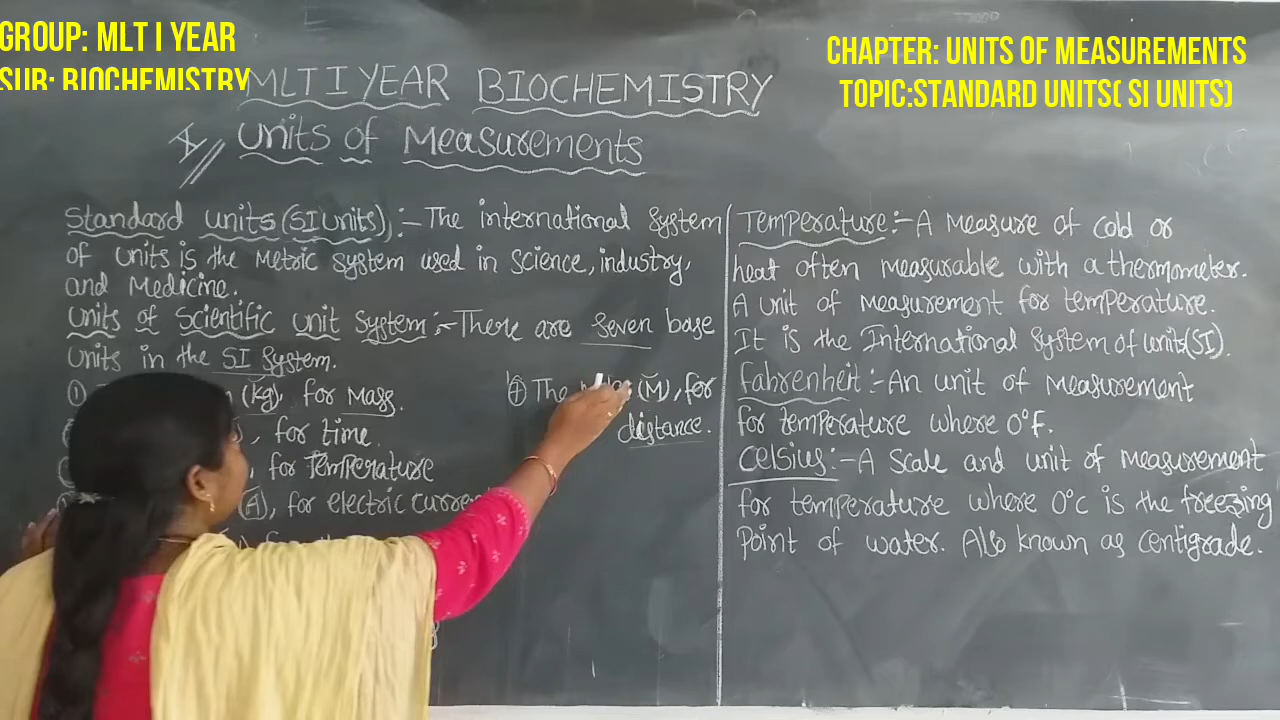 GROUP: MLT I YEAR
SUB: BIOCHEMISTRY
CHAPTER: UNITS OF MEASUREMENTS
TOPIC:STANDARD UNITS( SI UNITS)
MLT I YEAR BIOCHEMISTRY
Units of Measurements
Standard units (SI Units) :- The international System
of units is the Metric System used in Science, industry,
and Medicine.
Units of Scientific unit System :- There are Seven base
Units in the SI System.
① (Kg), for Mass.
, for time.
, for Temperature
(A), for electric
⑦ The (M), for
distance.
Temperature :- A Measure of cold or
heat often measurable with a thermometer.
A Unit of measurement for temperature.
It is the International System of units (SI).
Fahrenheit :- An unit of Measurement
for temperature where 0°F.
Celsius :- A Scale and unit of measurement
for temperature where 0°C is the freezing
Point of water. Also known as Centigrade.